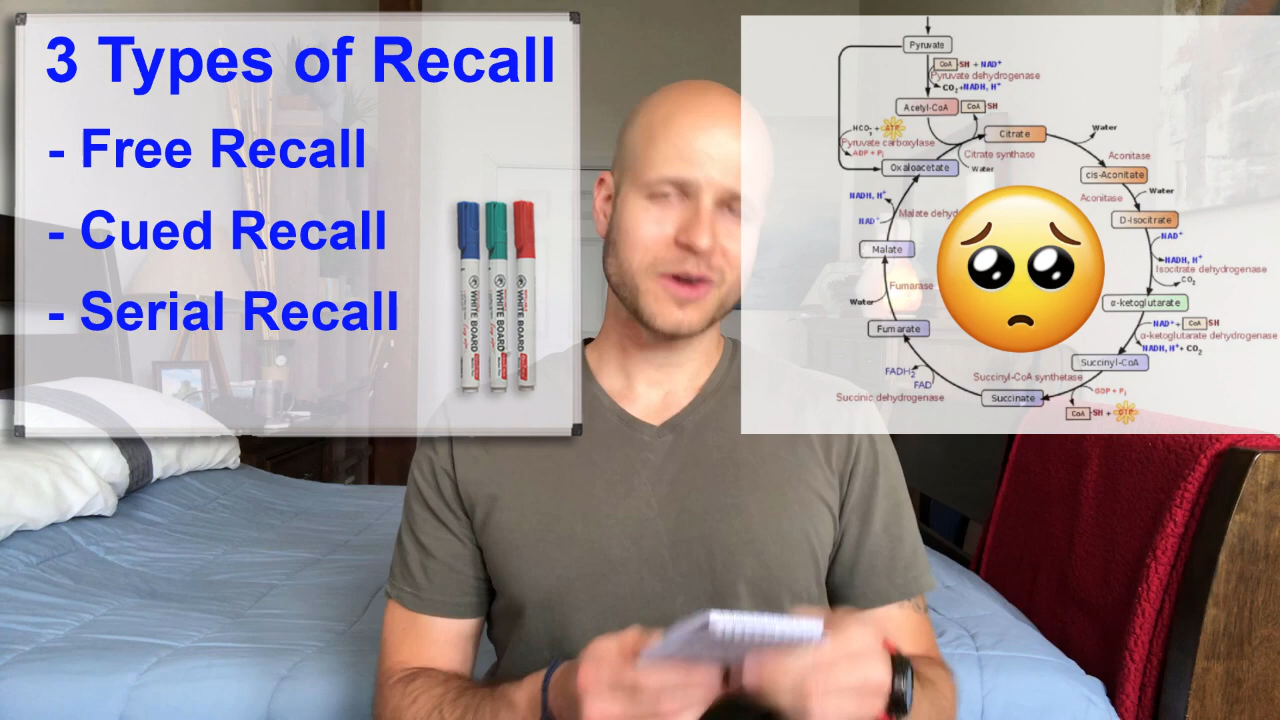 3 Types of Recall
- Free Recall
- Cued Recall
- Serial Recall
WHITE BOARD
WHITE BOARD
WHITE BOARD
Pyruvate
CoA-SH + NAD⁺
Pyruvate dehydrogenase
CO₂+NADH, H⁺
Acetyl-CoA
CoA-SH
HCO₃⁻ + ATP
Pyruvate carboxylase
ADP + Pᵢ
Citrate
Water
Citrate synthase
Water
Oxaloacetate
Aconitase
cis-Aconitate
Aconitase
Water
NADH, H⁺
NAD⁺
Malate
D-Isocitrate
NAD⁺
NADH, H⁺
Isocitrate dehydrogenase
CO₂
Malate
Fumarase
Water
α-ketoglutarate
NAD⁺+ CoA-SH
α-ketoglutarate dehydrogenase
NADH, H⁺+ CO₂
Fumarate
Succinyl-CoA
FADH₂
FAD
Succinyl-CoA synthetase
GDP + Pᵢ
Succinic dehydrogenase
Succinate
CoA-SH + GTP